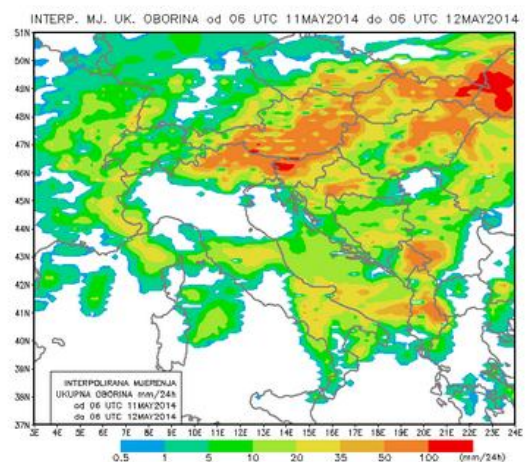 INTERP. MJ. UK. OBORINA od 06 UTC 11MAY2014 do 06 UTC 12MAY2014
51N
50N
49N
48N
47N
46N
45N
44N
43N
42N
41N
40N
39N
38N
37N
INTERPOLIRANA MJERENJA
UKUPNA OBORINA mm/24h
od 06 UTC 11MAY2014
do 06 UTC 12MAY2014
3E 4E 5E 6E 7E 8E 9E 10E 11E 12E 13E 14E 15E 16E 17E 18E 19E 20E 21E 22E 23E 24E
0.5 1 5 10 20 35 50 100 (mm/24h)